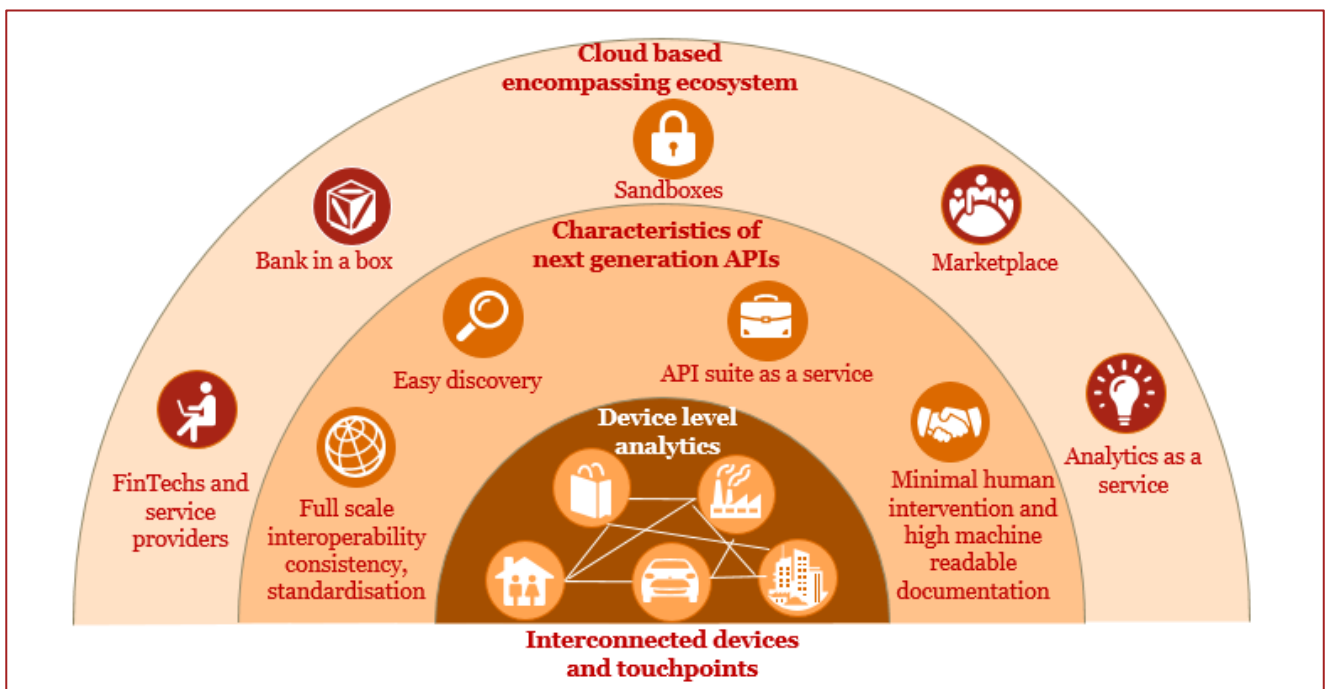 Cloud based
encompassing ecosystem
Sandboxes
Bank in a box
Marketplace
FinTechs and
service
providers
Analytics as a
service
Characteristics of
next generation APIs
Easy discovery
API suite as a service
Full scale
interoperability
consistency,
standardisation
Minimal human
intervention and
high machine
readable
documentation
Device level
analytics
Interconnected devices
and touchpoints